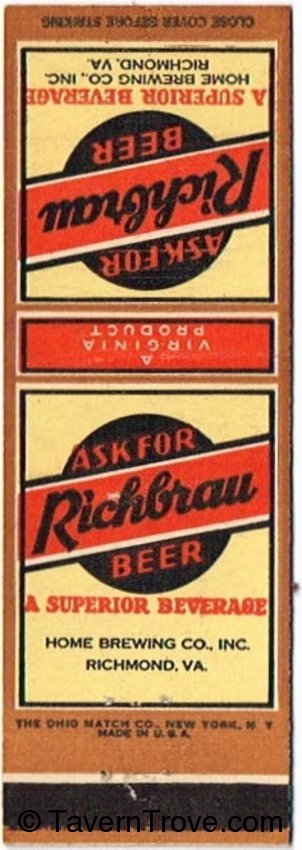 CLOSE COVER BEFORE STRIKING
HOME BREWING CO., INC.
RICHMOND, VA.
A SUPERIOR BEVERAGE
ASK FOR
Richbrau
BEER
A
VIRGINIA
PRODUCT
ASK FOR
Richbrau
BEER
A SUPERIOR BEVERAGE
HOME BREWING CO., INC.
RICHMOND, VA.
THE OHIO MATCH CO., NEW YORK, N Y
MADE IN U.S.A.
© TavernTrove.com